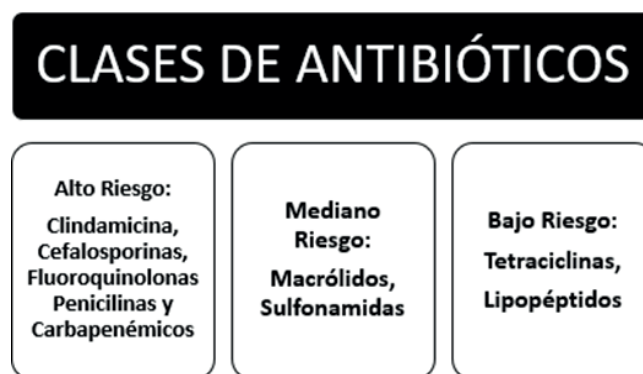 CLASES DE ANTIBIÓTICOS
Alto Riesgo:
Clindamicina,
Cefalosporinas,
Fluoroquinolonas
Penicilinas y
Carbapenémicos
Mediano
Riesgo:
Macrólidos,
Sulfonamidas
Bajo Riesgo:
Tetraciclinas,
Lipopéptidos